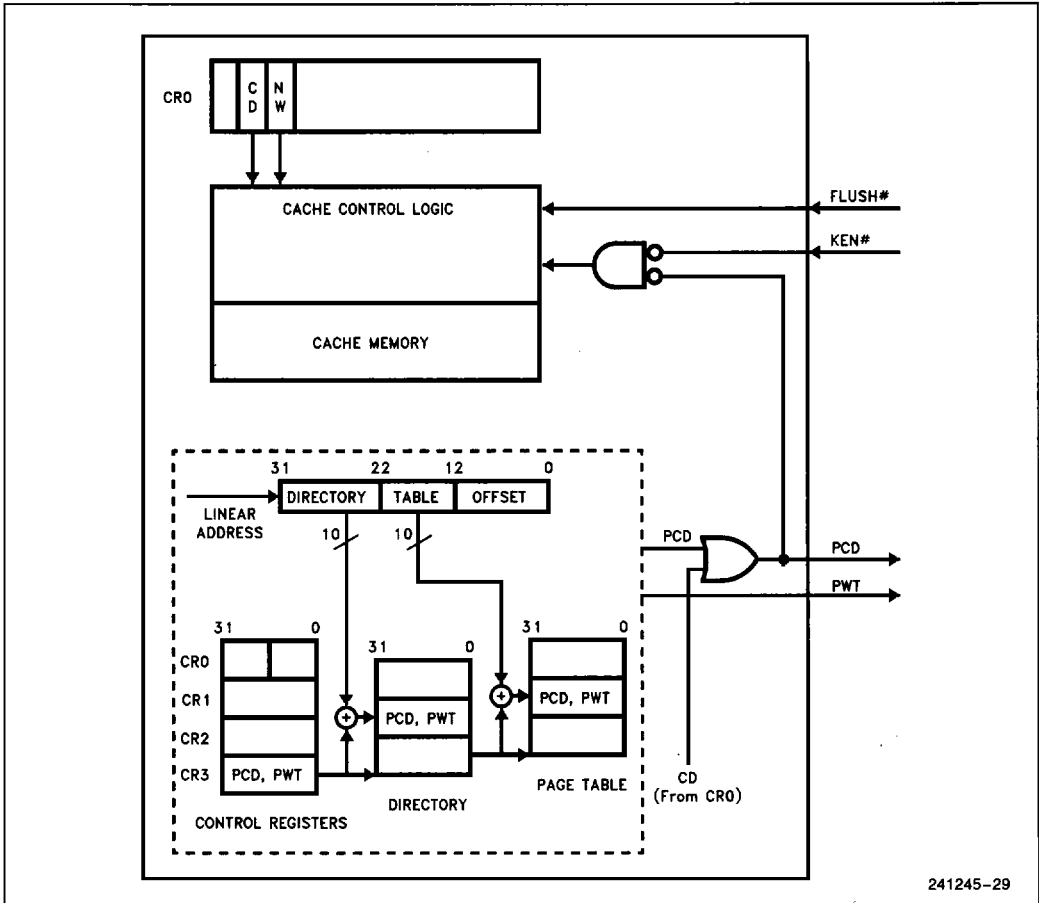 CR0
C
D
N
W
CACHE CONTROL LOGIC
FLUSH#
KEN#
CACHE MEMORY
31 22 12 0
DIRECTORY TABLE OFFSET
LINEAR
ADDRESS
10 10
PCD PCD
PWT
31 0
31 0
31 0
CR0
CR1
PCD, PWT
PCD, PWT
CR2
CR3 PCD, PWT
PAGE TABLE
CD
(From CR0)
DIRECTORY
CONTROL REGISTERS
241245-29